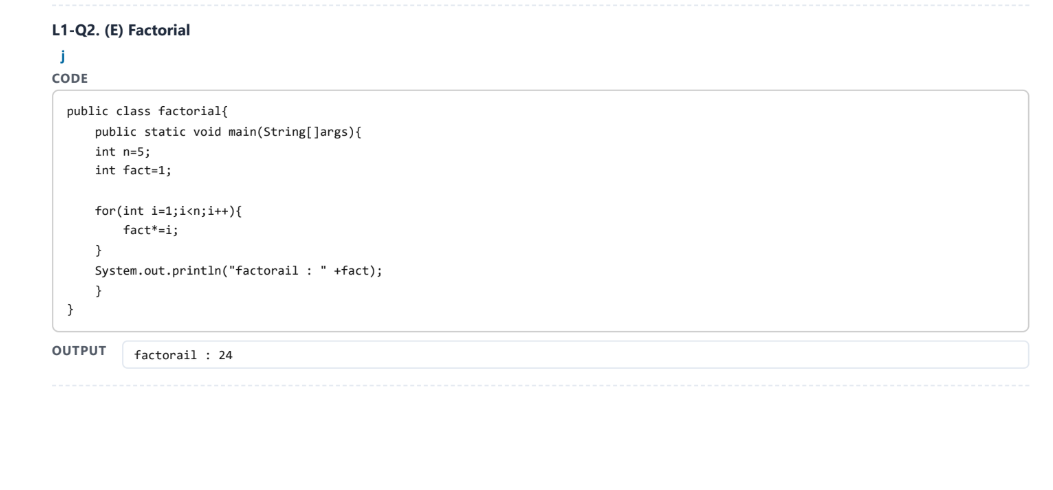 L1-Q2. (E) Factorial
j
CODE
public class factorial{
    public static void main(String[]args){
    int n=5;
    int fact=1;

    for(int i=1;i<n;i++){
        fact*=i;
    }
    System.out.println("factorail : " +fact);
    }
}
OUTPUT factorail : 24